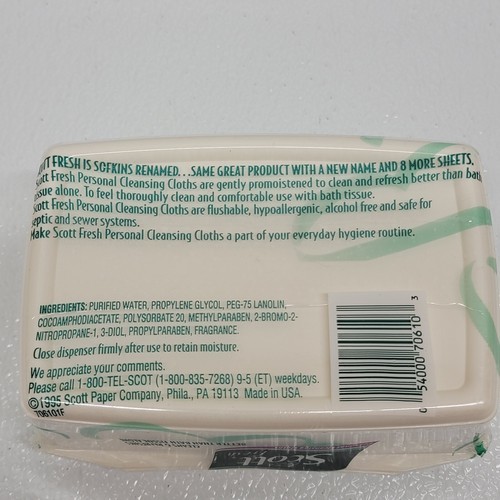 FRESH IS SOFKINS RENAMED. . .SAME GREAT PRODUCT WITH A NEW NAME AND 8 MORE SHEETS.
Scott Fresh Personal Cleansing Cloths are gently premoistened to clean and refresh better than bath
tissue alone. To feel thoroughly clean and comfortable use with bath tissue.
Scott Fresh Personal Cleansing Cloths are flushable, hypoallergenic, alcohol free and safe for
septic and sewer systems.
Make Scott Fresh Personal Cleansing Cloths a part of your everyday hygiene routine.
INGREDIENTS: PURIFIED WATER, PROPYLENE GLYCOL, PEG-75 LANOLIN,
COCOAMPHODIACETATE, POLYSORBATE 20, METHYLPARABEN, 2-BROMO-2-
NITROPROPANE-1, 3-DIOL, PROPYLPARABEN, FRAGRANCE.
Close dispenser firmly after use to retain moisture.
We appreciate your comments.
Please call 1-800-TEL-SCOT (1-800-835-7268) 9-5 (ET) weekdays.
©1995 Scott Paper Company, Phila., PA 19113 Made in USA.
706101F
0 54000 70610 3
Scott